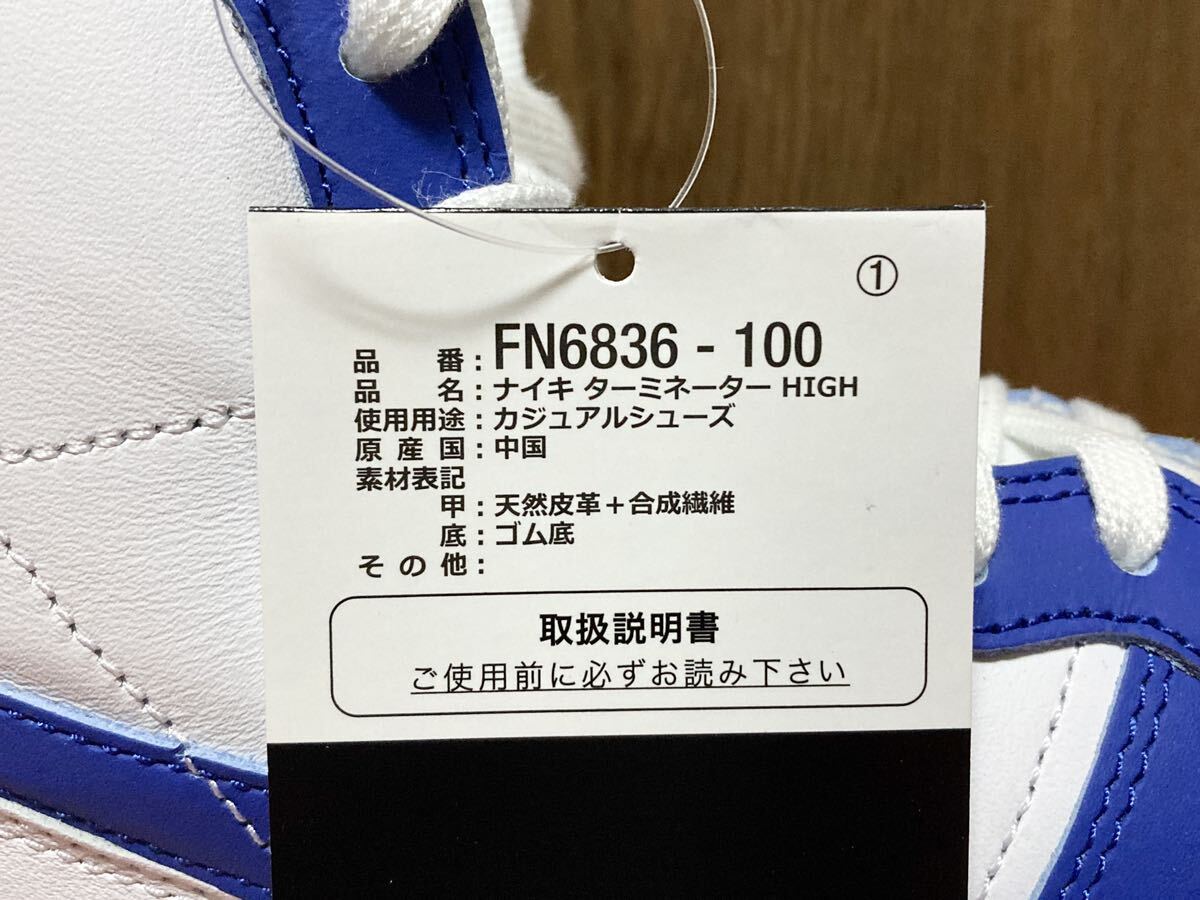 ①
品番：FN6836 - 100
品名：ナイキ ターミネーター HIGH
使用用途：カジュアルシューズ
原産国：中国
素材表記
甲：天然皮革＋合成繊維
底：ゴム底
その他：
取扱説明書
ご使用前に必ずお読み下さい